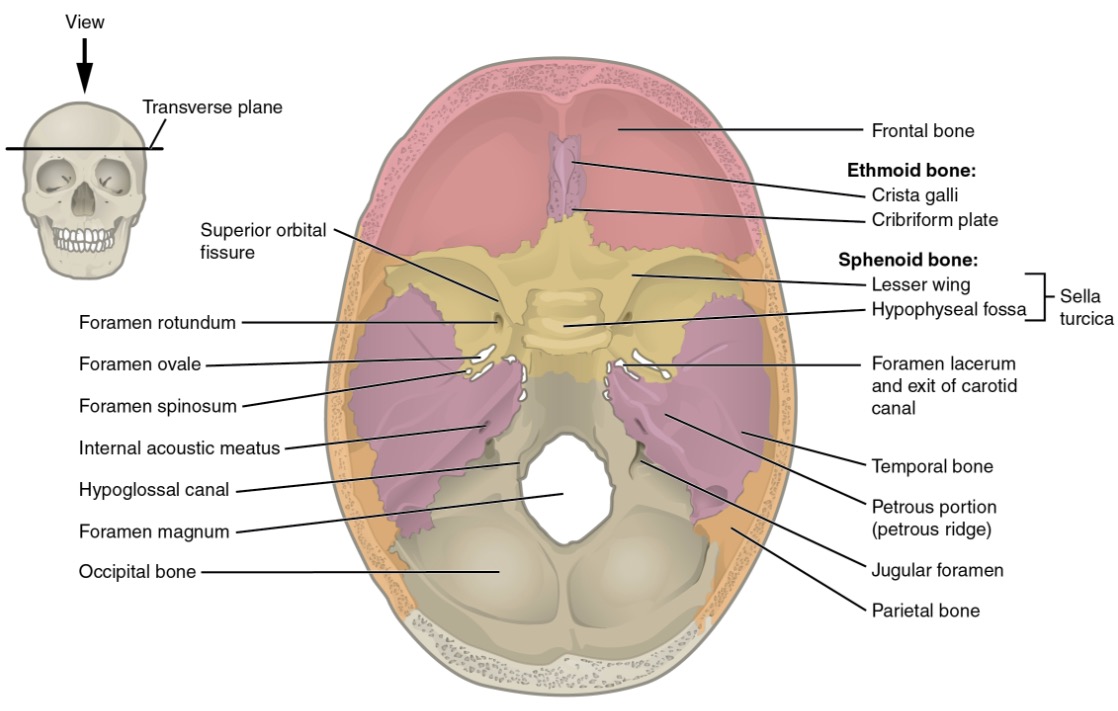 View
Transverse plane
Superior orbital
fissure
Foramen rotundum
Foramen ovale
Foramen spinosum
Internal acoustic meatus
Hypoglossal canal
Foramen magnum
Occipital bone
Frontal bone
Ethmoid bone:
Crista galli
Cribriform plate
Sphenoid bone:
Lesser wing
Hypophyseal fossa
Sella
turcica
Foramen lacerum
and exit of carotid
canal
Temporal bone
Petrous portion
(petrous ridge)
Jugular foramen
Parietal bone